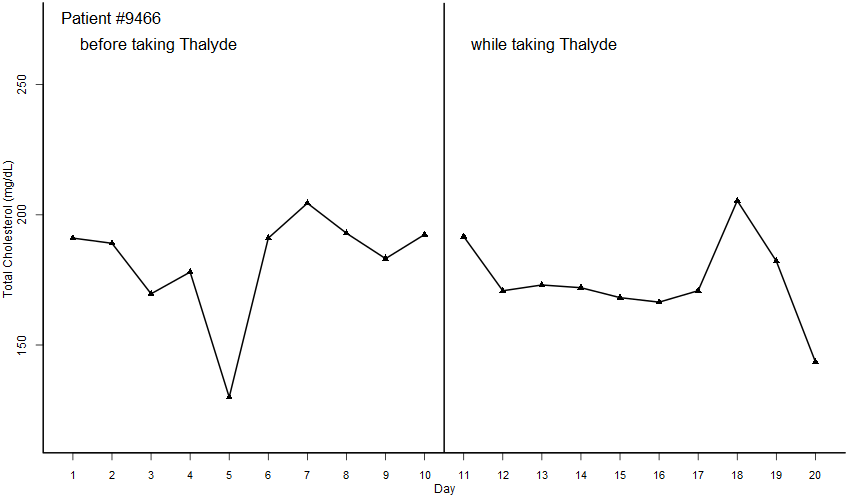 Patient #9466
before taking Thalyde
while taking Thalyde
250
200
150
Total Cholesterol (mg/dL)
1 2 3 4 5 6 7 8 9 10 11 12 13 14 15 16 17 18 19 20
Day